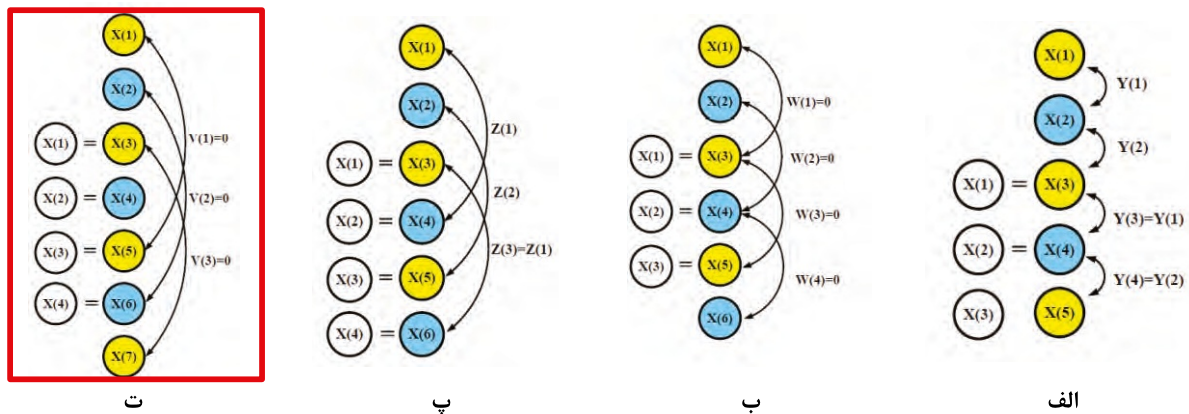 X(1)
X(2)
X(1) = X(3)
X(2) = X(4)
X(3) X(5)
Y(1)
Y(2)
Y(3)=Y(1)
Y(4)=Y(2)
الف
X(1)
X(2)
X(1) = X(3)
X(2) = X(4)
X(3) = X(5)
X(6)
W(1)=0
W(2)=0
W(3)=0
W(4)=0
ب
X(1)
X(2)
X(1) = X(3)
X(2) = X(4)
X(3) = X(5)
X(4) = X(6)
Z(1)
Z(2)
Z(3)=Z(1)
پ
X(1)
X(2)
X(1) = X(3)
X(2) = X(4)
X(3) = X(5)
X(4) = X(6)
X(7)
V(1)=0
V(2)=0
V(3)=0
ت